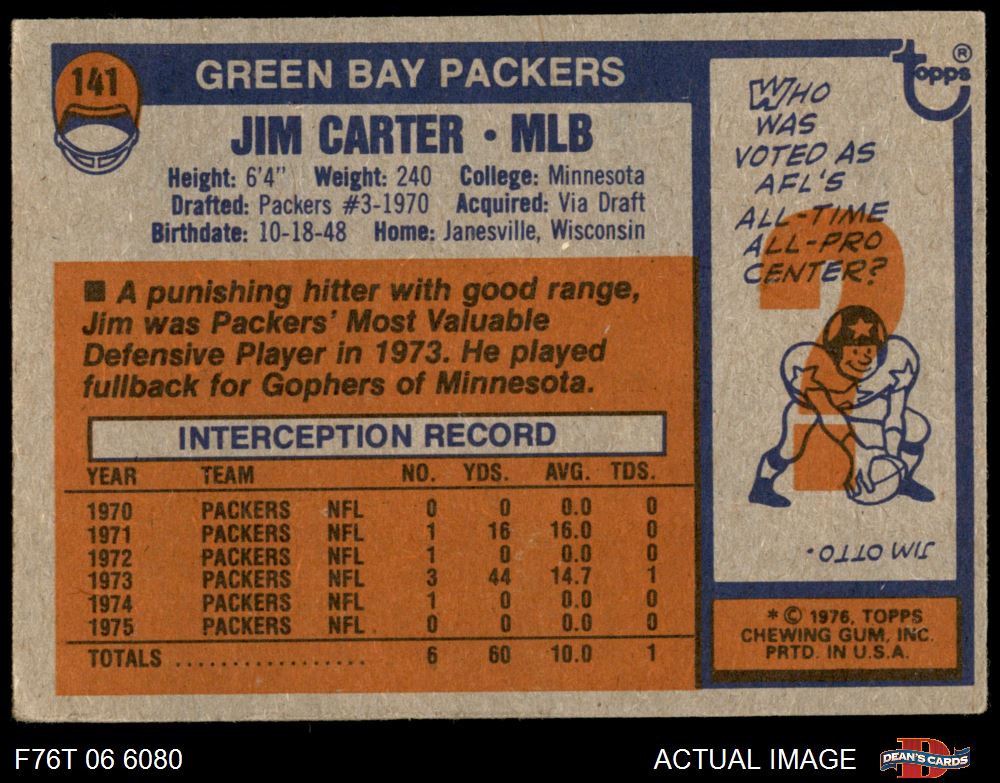 141
GREEN BAY PACKERS
JIM CARTER • MLB
Height: 6'4" Weight: 240 College: Minnesota
Drafted: Packers #3-1970 Acquired: Via Draft
Birthdate: 10-18-48 Home: Janesville, Wisconsin
■ A punishing hitter with good range,
Jim was Packers' Most Valuable
Defensive Player in 1973. He played
fullback for Gophers of Minnesota.
INTERCEPTION RECORD
YEAR TEAM NO. YDS. AVG. TDS.
1970 PACKERS NFL 0 0 0.0 0
1971 PACKERS NFL 1 16 16.0 0
1972 PACKERS NFL 1 0 0.0 0
1973 PACKERS NFL 3 44 14.7 1
1974 PACKERS NFL 1 0 0.0 0
1975 PACKERS NFL 0 0 0.0 0
TOTALS .................. 6 60 10.0 1
Topps ®
WHO
WAS
VOTED AS
AFL'S
ALL-TIME
ALL-PRO
CENTER?
?
JIM OTTO.
* © 1976, TOPPS
CHEWING GUM, INC.
PRTD. IN U.S.A.
F76T 06 6080
ACTUAL IMAGE
DEAN'S CARDS